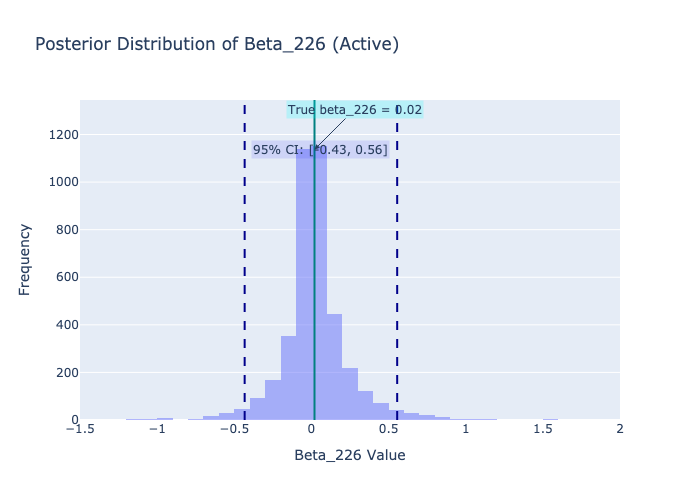 Posterior Distribution of Beta_226 (Active)
True beta_226 = 0.02
95% CI: [-0.43, 0.56]
1200
1000
800
600
400
200
0
Frequency
−1.5 −1 −0.5 0 0.5 1 1.5 2
Beta_226 Value